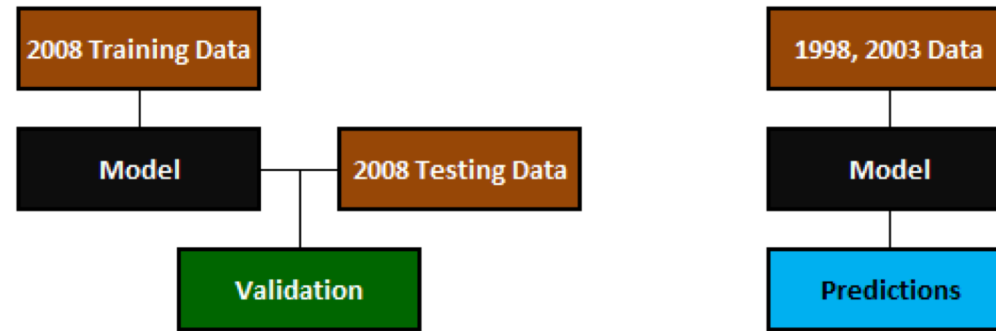 2008 Training Data
Model
2008 Testing Data
Validation
1998, 2003 Data
Model
Predictions